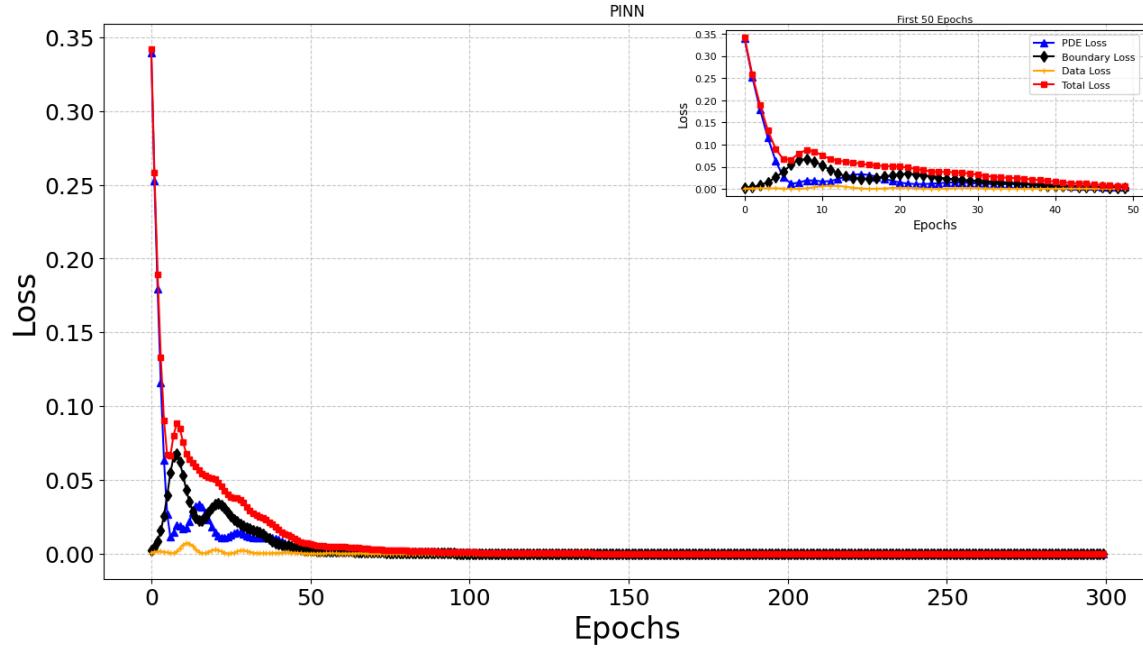 PINN
First 50 Epochs
0.35
0.30
0.25
0.20
0.15
0.10
0.05
0.00
Loss
0 10 20 30 40 50
Epochs
PDE Loss
Boundary Loss
Data Loss
Total Loss
0.35
0.30
0.25
0.20
0.15
0.10
0.05
0.00
Loss
0 50 100 150 200 250 300
Epochs